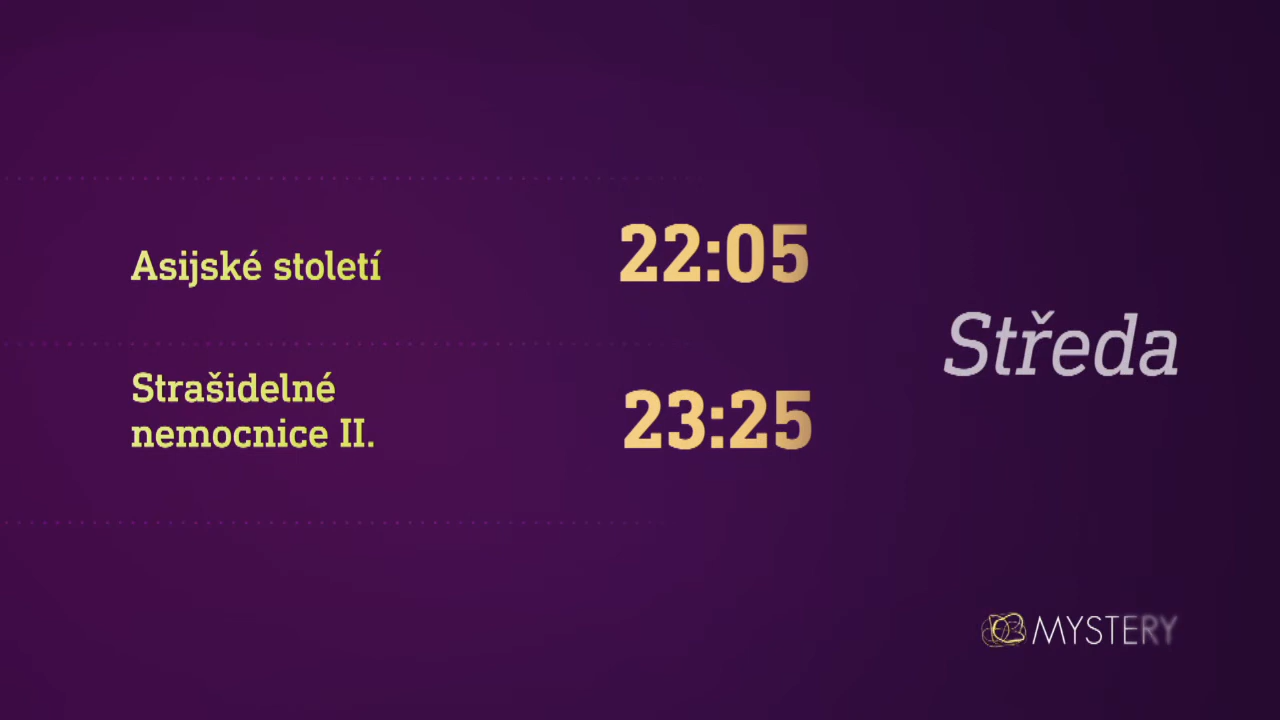 Asijské století
22:05
Strašidelné
nemocnice II.
23:25
Středa
MYSTERY